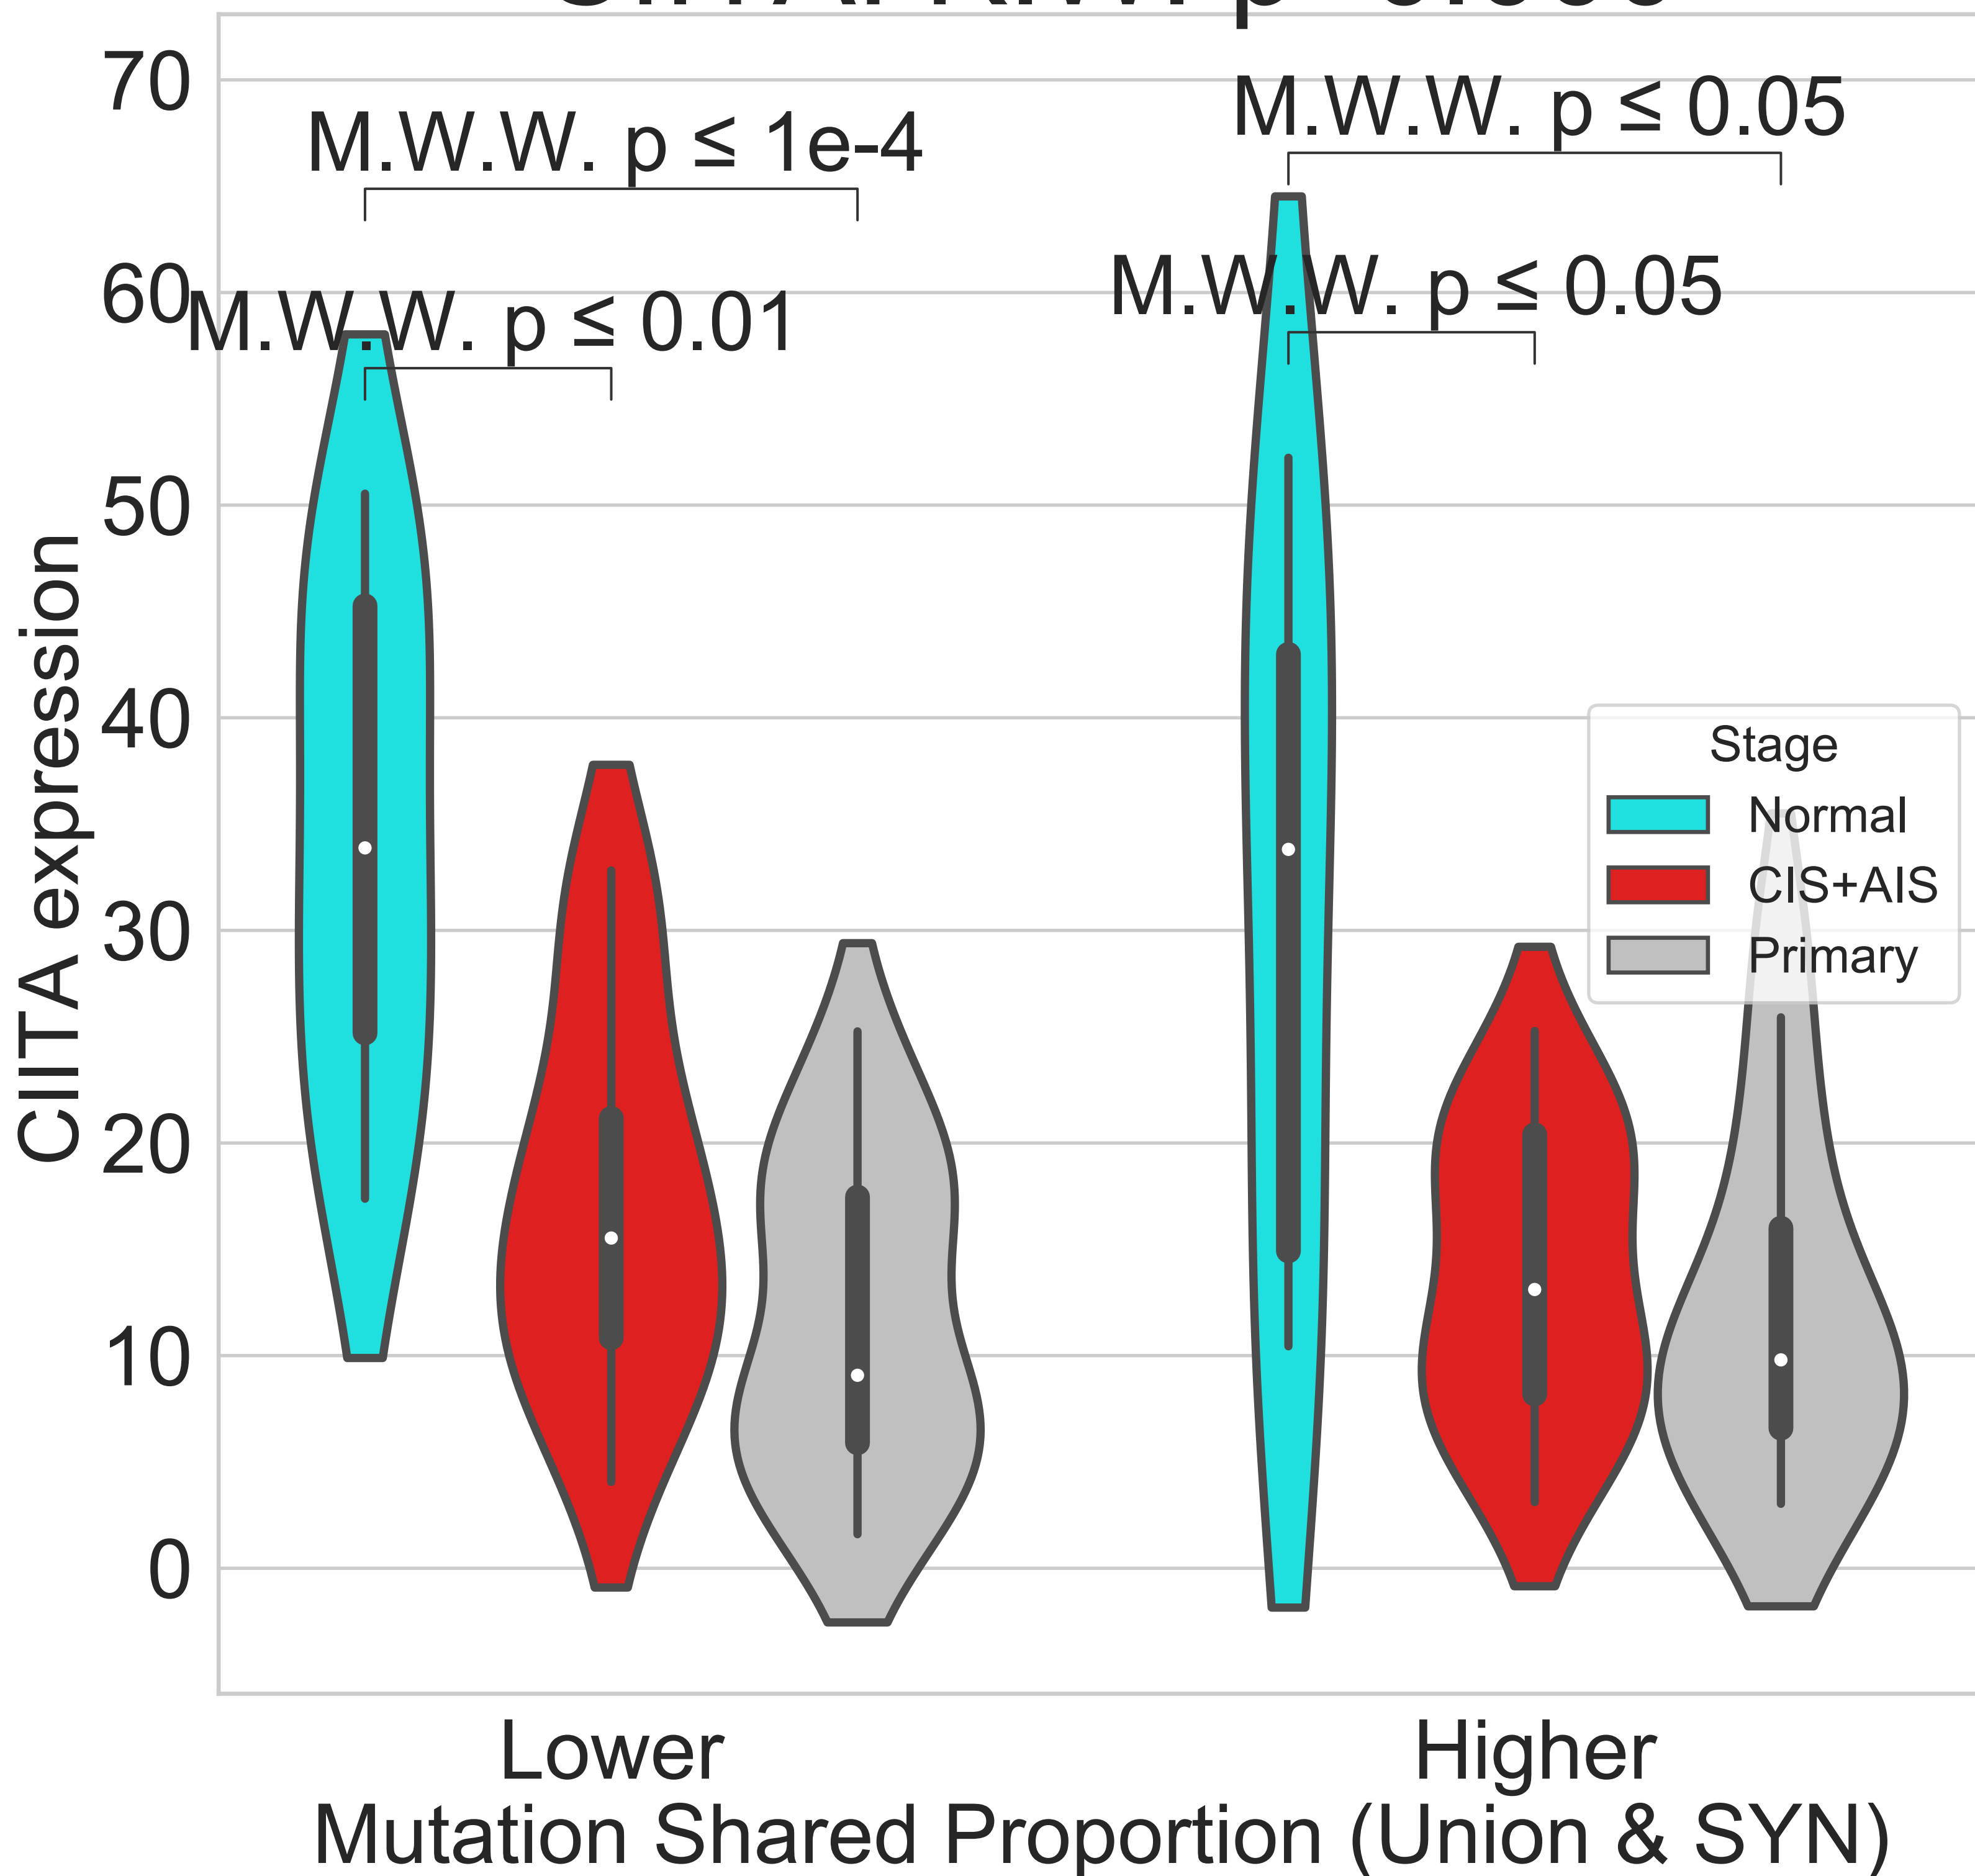 70
60
50
40
30
20
10
0
CIITA expression
M.W.W. p ≤ 1e-4
M.W.W. p ≤ 0.01
M.W.W. p ≤ 0.05
M.W.W. p ≤ 0.05
Stage
Normal
CIS+AIS
Primary
Lower
Higher
Mutation Shared Proportion (Union & SYN)